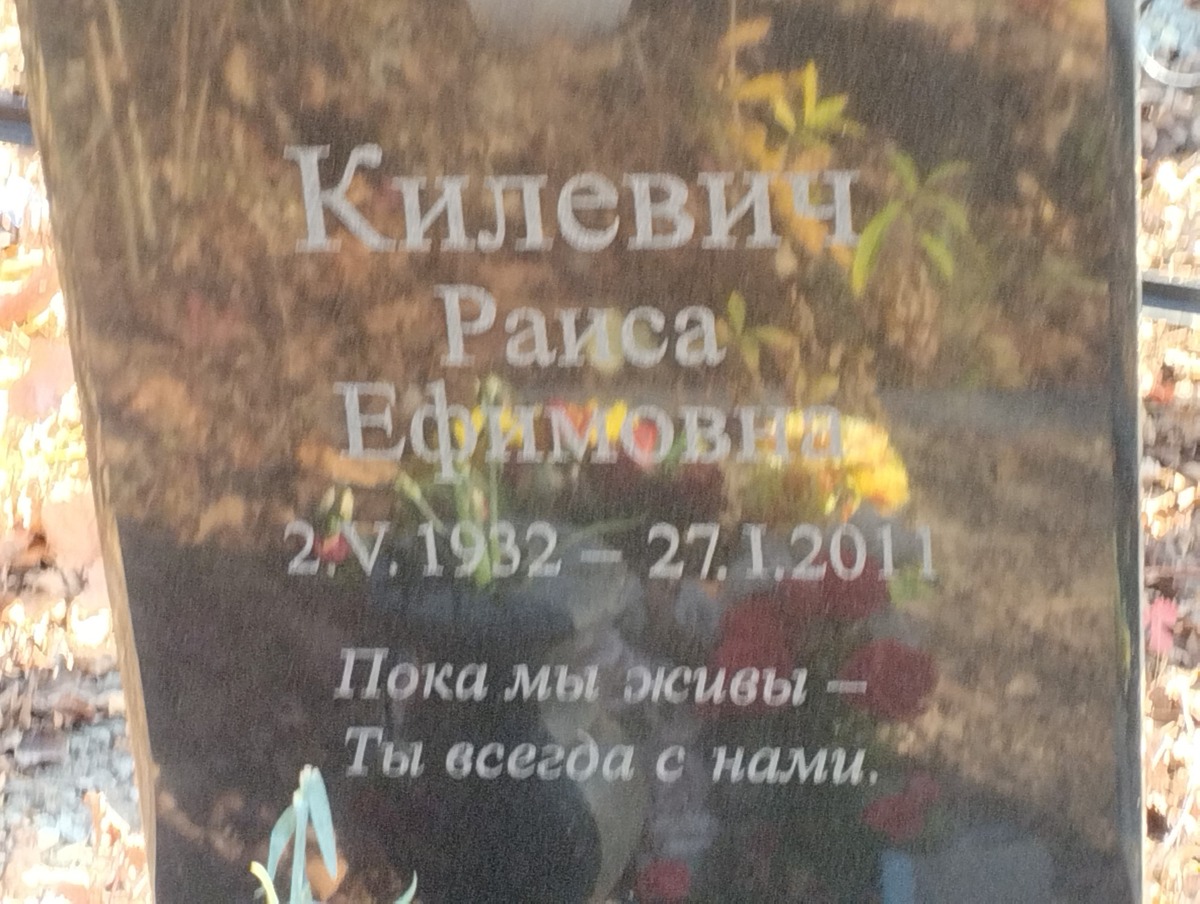 Килевич
Раиса
Ефимовна
2.V.1932 – 27.I.2011
Пока мы живы –
Ты всегда с нами.